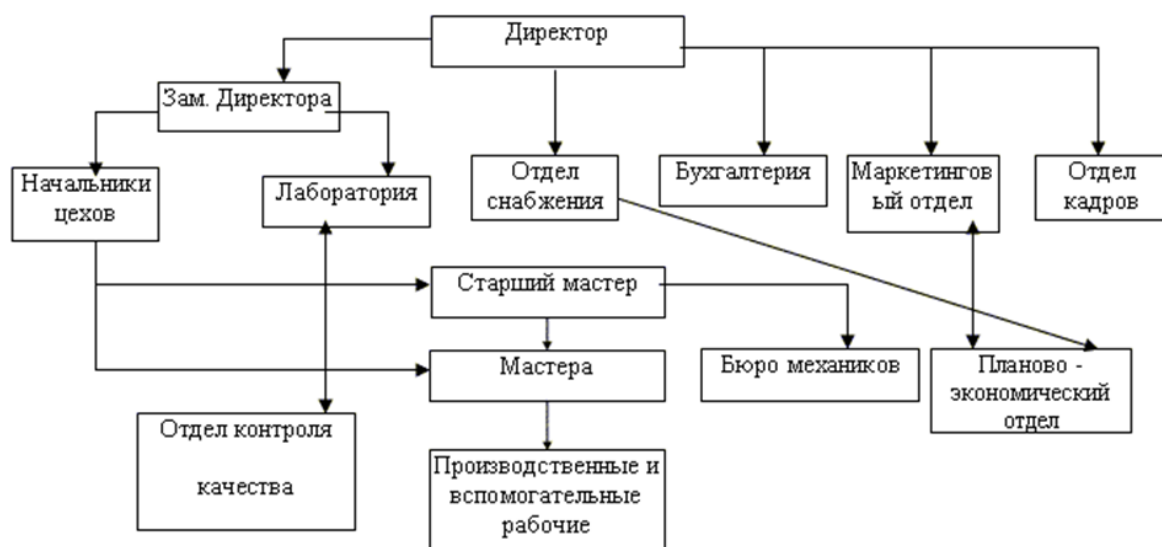 Директор
Зам. Директора
Начальники
цехов
Лаборатория
Отдел
снабжения
Бухгалтерия
Маркетингов
ый отдел
Отдел
кадров
Старший мастер
Мастера
Бюро механиков
Планово -
экономический
отдел
Отдел контроля
качества
Производственные и
вспомогательные
рабочие